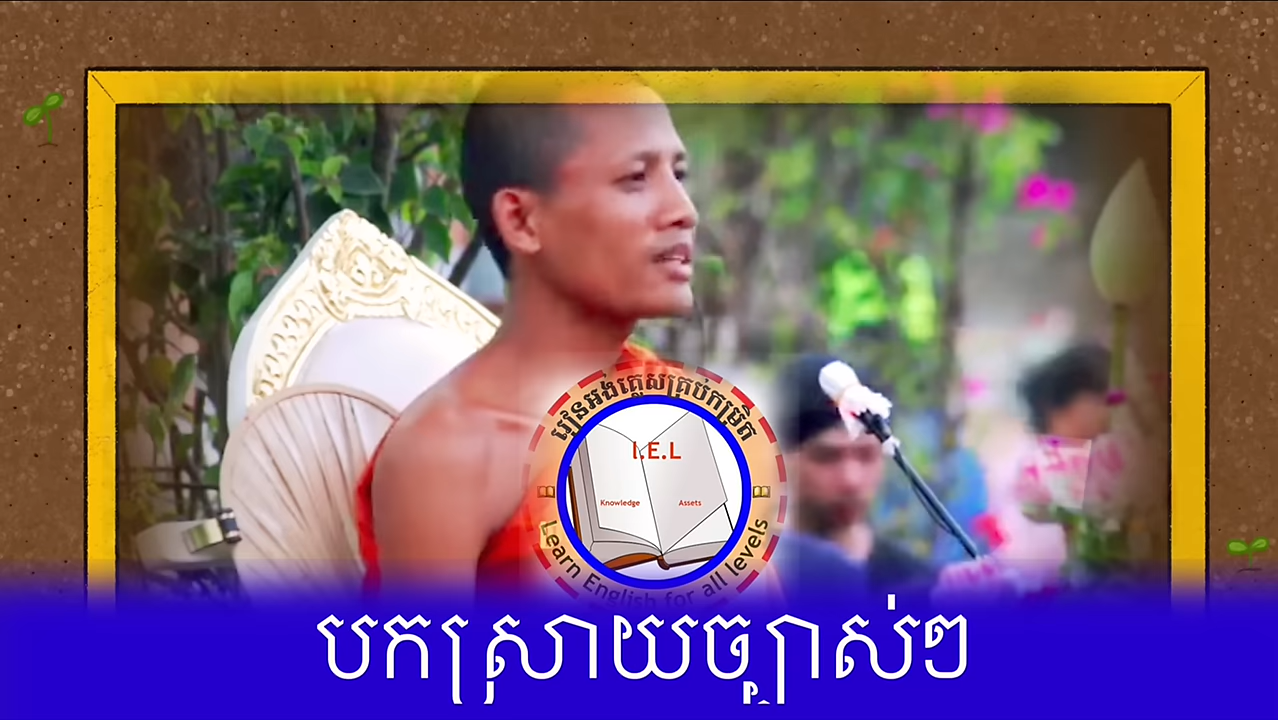 រៀនអង់គ្លេសគ្រប់កម្រិត
I.E.L
Knowledge Assets
Learn English for all levels
បកស្រាយច្បាស់ៗ